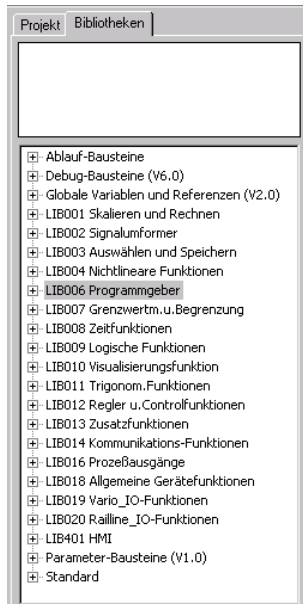 Projekt Bibliotheken
Ablauf-Bausteine
Debug-Bausteine (V6.0)
Globale Variablen und Referenzen (V2.0)
LIB001 Skalieren und Rechnen
LIB002 Signalumformer
LIB003 Auswählen und Speichern
LIB004 Nichtlineare Funktionen
LIB006 Programmgeber
LIB007 Grenzwertm.u.Begrenzung
LIB008 Zeitfunktionen
LIB009 Logische Funktionen
LIB010 Visualisierungsfunktion
LIB011 Trigonom.Funktionen
LIB012 Regler u.Controlfunktionen
LIB013 Zusatzfunktionen
LIB014 Kommunikations-Funktionen
LIB016 Prozeßausgänge
LIB018 Allgemeine Gerätefunktionen
LIB019 Vario_IO-Funktionen
LIB020 Railline_IO-Funktionen
LIB401 HMI
Parameter-Bausteine (V1.0)
Standard